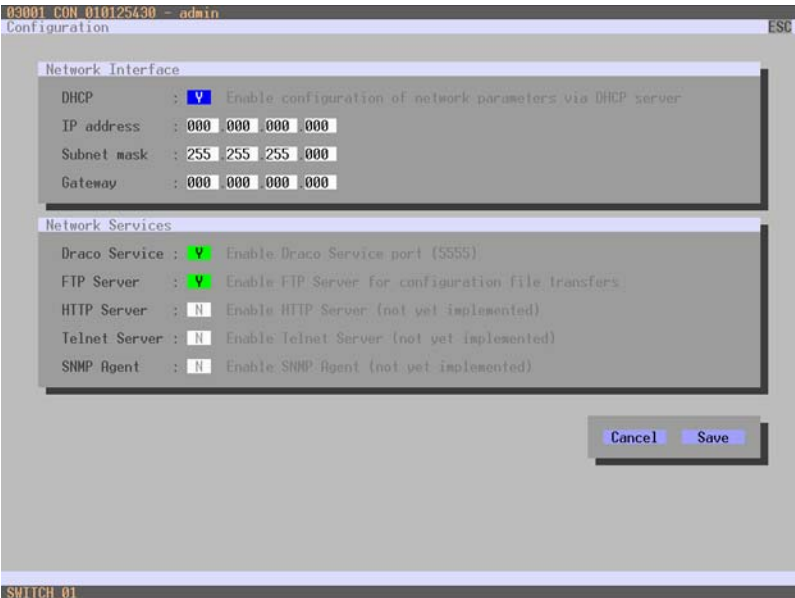 03001 CON 010125430 - admin
Configuration ESC
Network Interface
DHCP : Y Enable configuration of network parameters via DHCP server
IP address : 000 .000 .000 .000
Subnet mask : 255 .255 .255 .000
Gateway : 000 .000 .000 .000
Network Services
Draco Service : Y Enable Draco Service port (5555)
FTP Server : Y Enable FTP Server for configuration file transfers
HTTP Server : N Enable HTTP Server (not yet implemented)
Telnet Server : N Enable Telnet Server (not yet implemented)
SNMP Agent : N Enable SNMP Agent (not yet implemented)
Cancel Save
SWITCH_01